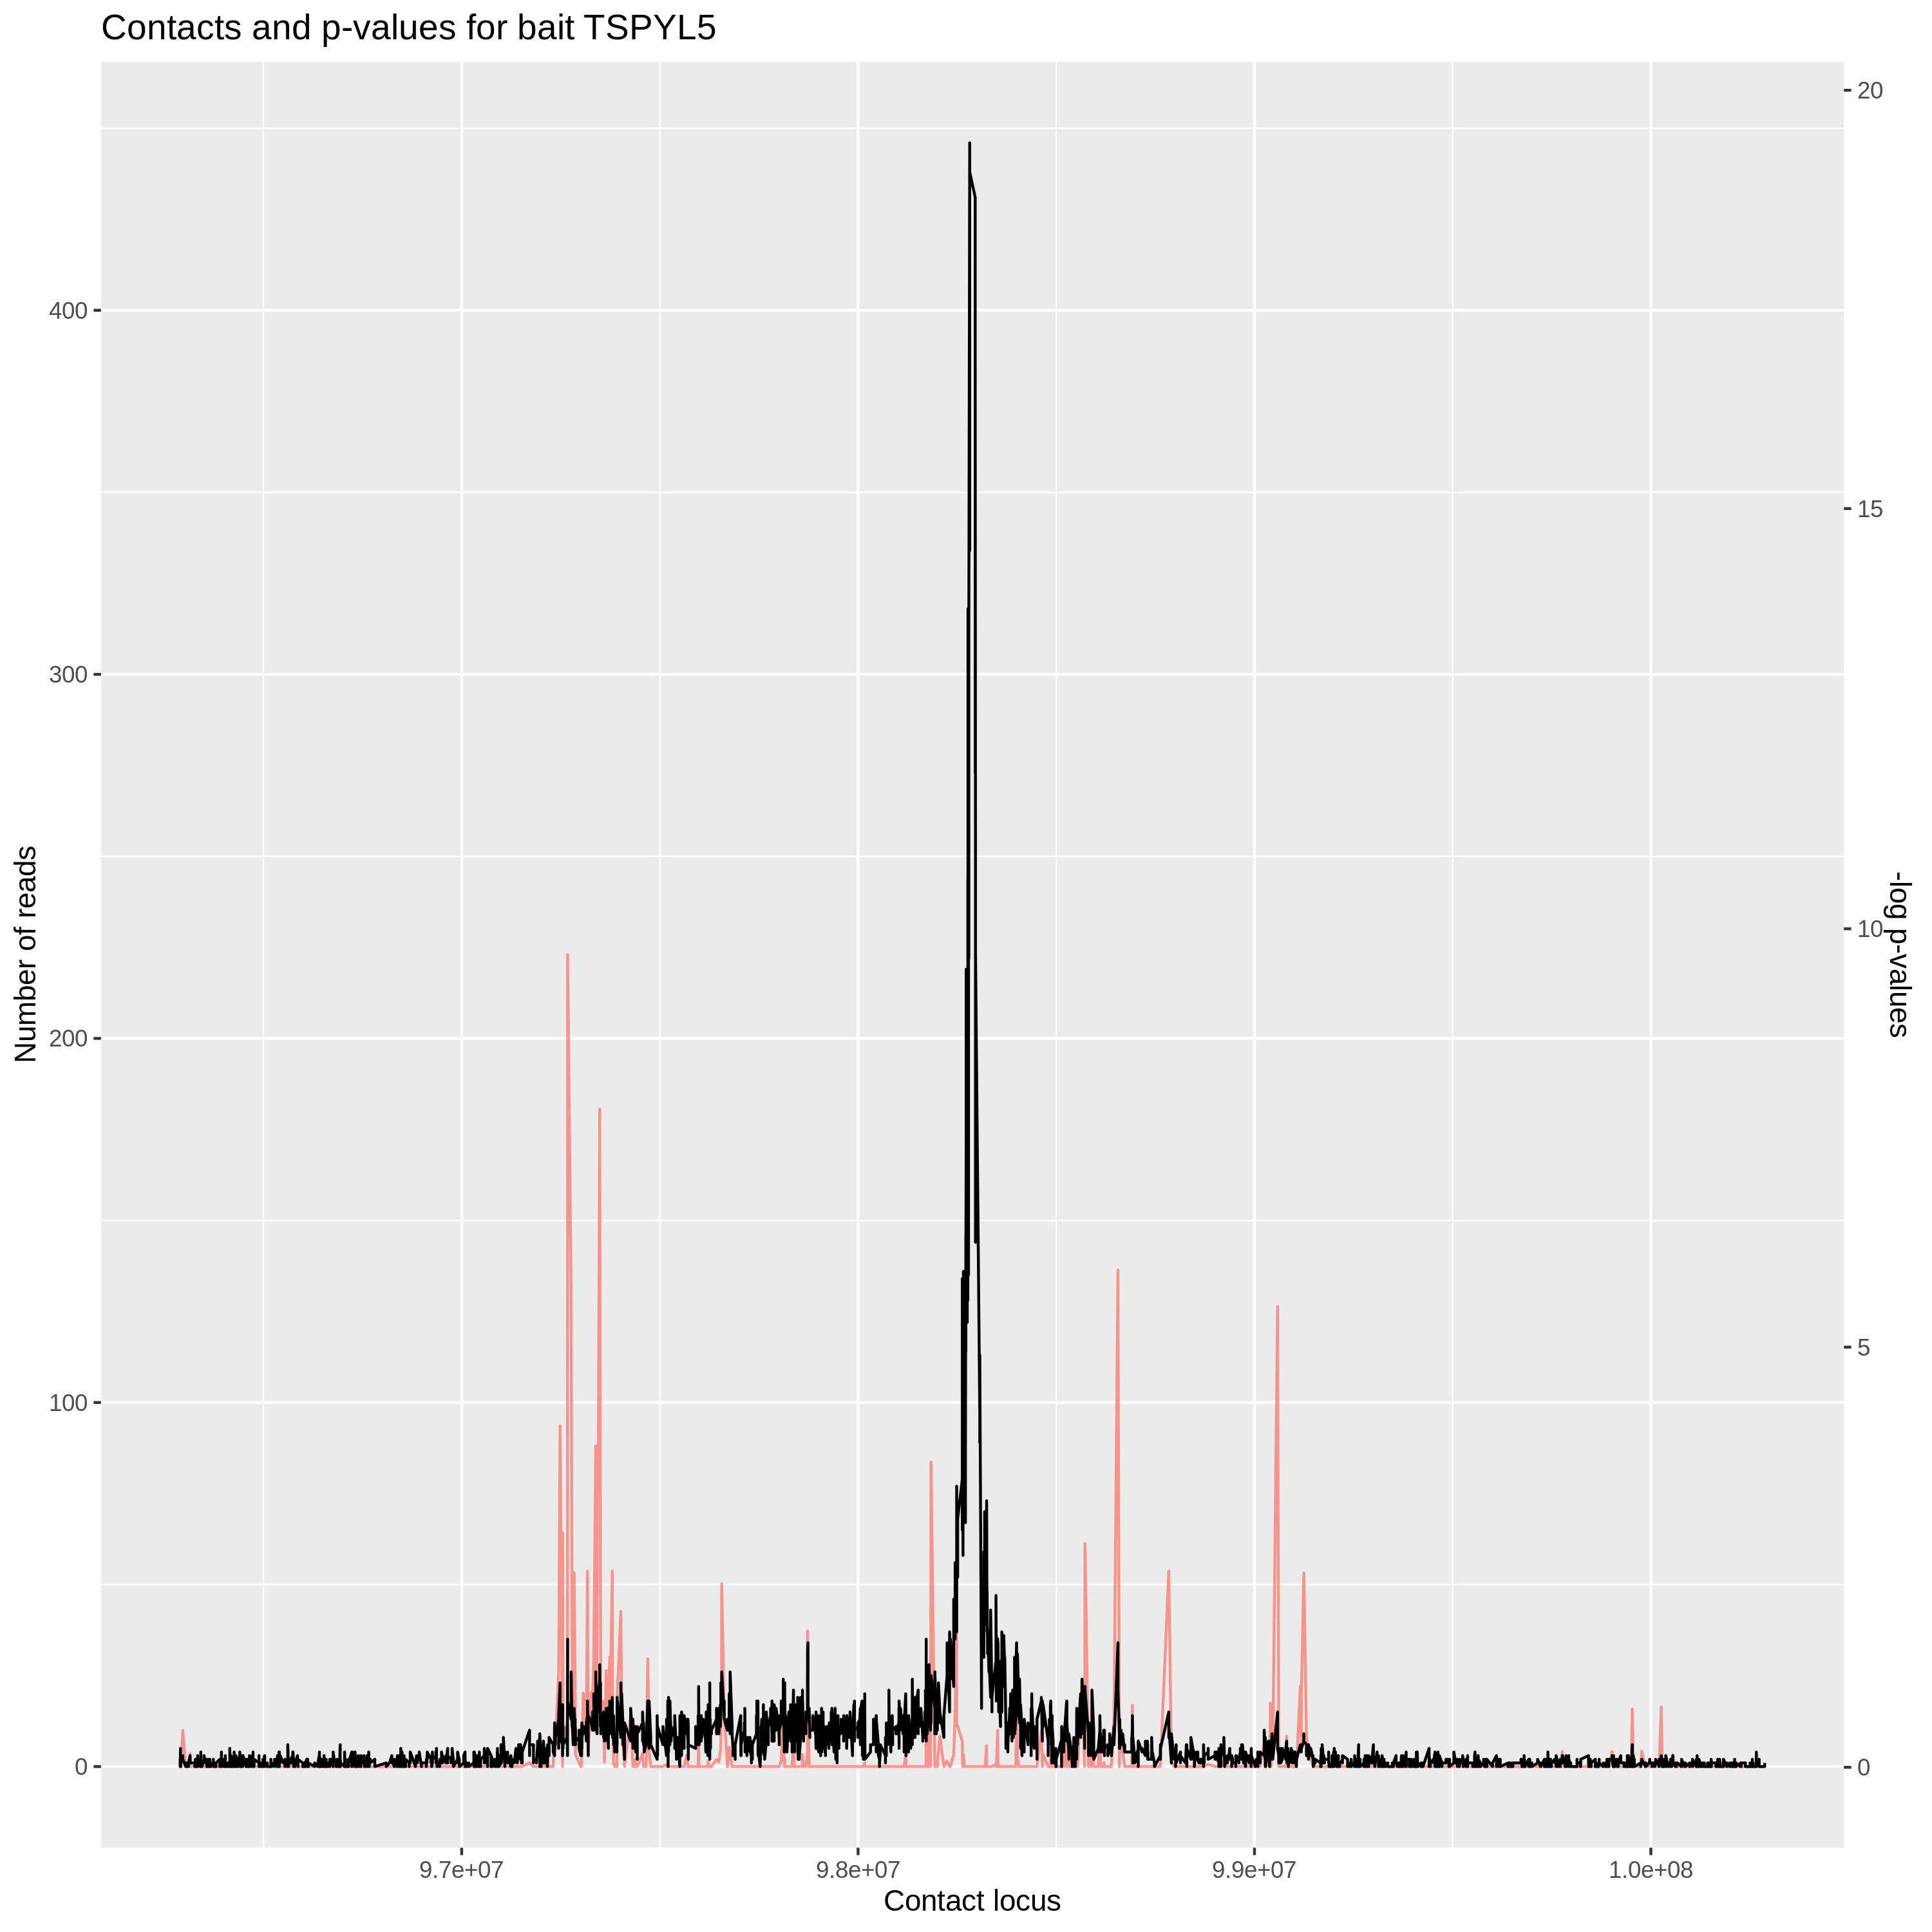 Contacts and p-values for bait TSPYL5
Number of reads
400
300
200
100
0
20
15
10
5
0
-log p-values
9.7e+07
9.8e+07
9.9e+07
1.0e+08
Contact locus